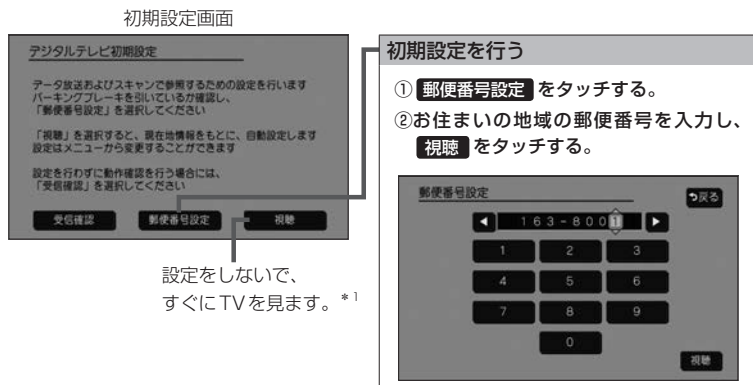 初期設定画面
デジタルテレビ初期設定
データ放送およびスキャンで参照するための設定を行います
パーキングブレーキを引いているか確認し、
「郵便番号設定」を選択してください
「視聴」を選択すると、現在地情報をもとに、自動設定します
設定はメニューから変更することができます
設定を行わずに動作確認を行う場合には、
「受信確認」を選択してください
受信確認 郵便番号設定 視聴
設定をしないで、
すぐにTVを見ます。*1
初期設定を行う
① 郵便番号設定 をタッチする。
②お住まいの地域の郵便番号を入力し、
視聴 をタッチする。
郵便番号設定 戻る
163-8001
1 2 3
4 5 6
7 8 9
0
視聴